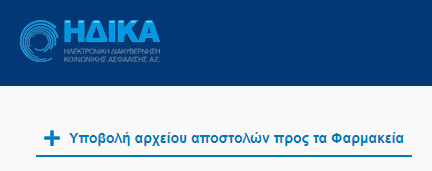 ΗΔΙΚΑ
ΗΛΕΚΤΡΟΝΙΚΗ ΔΙΑΚΥΒΕΡΝΗΣΗ
ΚΟΙΝΩΝΙΚΗΣ ΑΣΦΑΛΙΣΗΣ Α.Ε.
Υποβολή αρχείου αποστολών προς τα Φαρμακεία